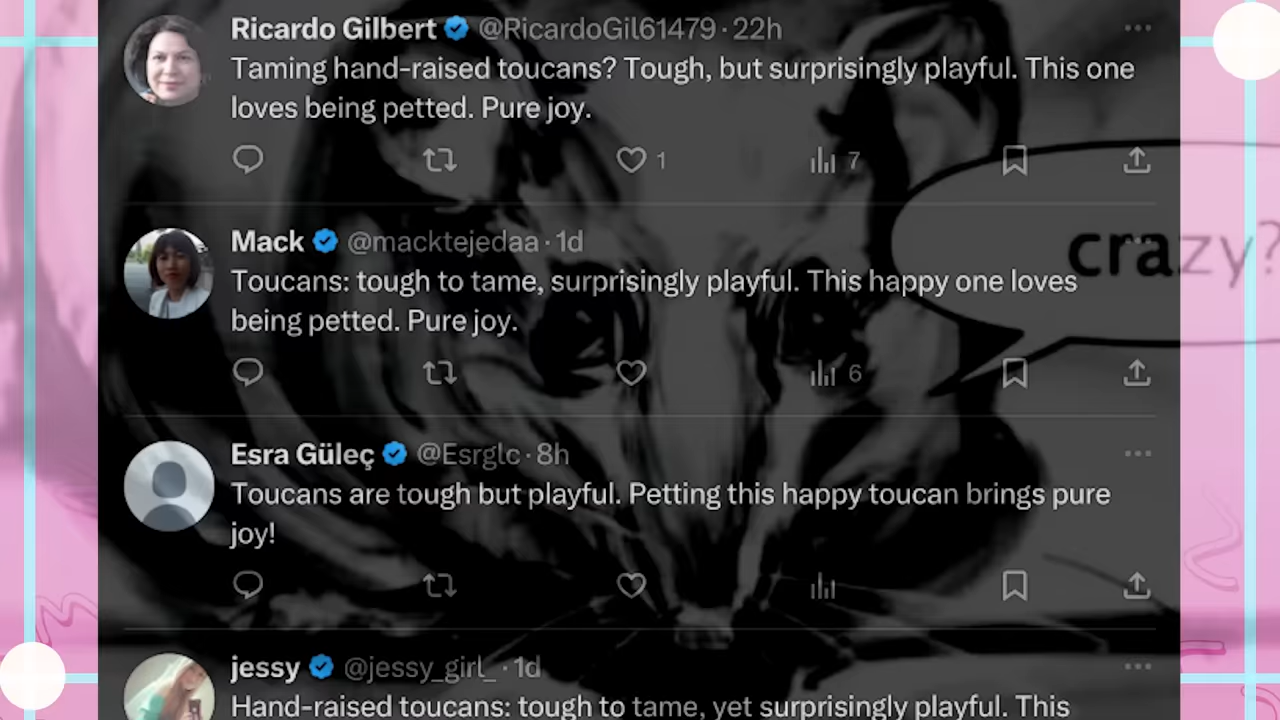 Ricardo Gilbert @RicardoGil61479 · 22h
Taming hand-raised toucans? Tough, but surprisingly playful. This one
loves being petted. Pure joy.
1 7
crazy?
Mack @macktejedaa · 1d
Toucans: tough to tame, surprisingly playful. This happy one loves
being petted. Pure joy.
6
Esra Güleç @Esrglc · 8h
Toucans are tough but playful. Petting this happy toucan brings pure
joy!
jessy @jessy_girl_ · 1d
Hand-raised toucans: tough to tame, yet surprisingly playful. This